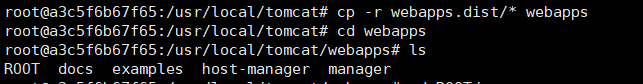 root@a3c5f6b67f65:/usr/local/tomcat# cp -r webapps.dist/* webapps
root@a3c5f6b67f65:/usr/local/tomcat# cd webapps
root@a3c5f6b67f65:/usr/local/tomcat/webapps# ls
ROOT  docs  examples  host-manager  manager